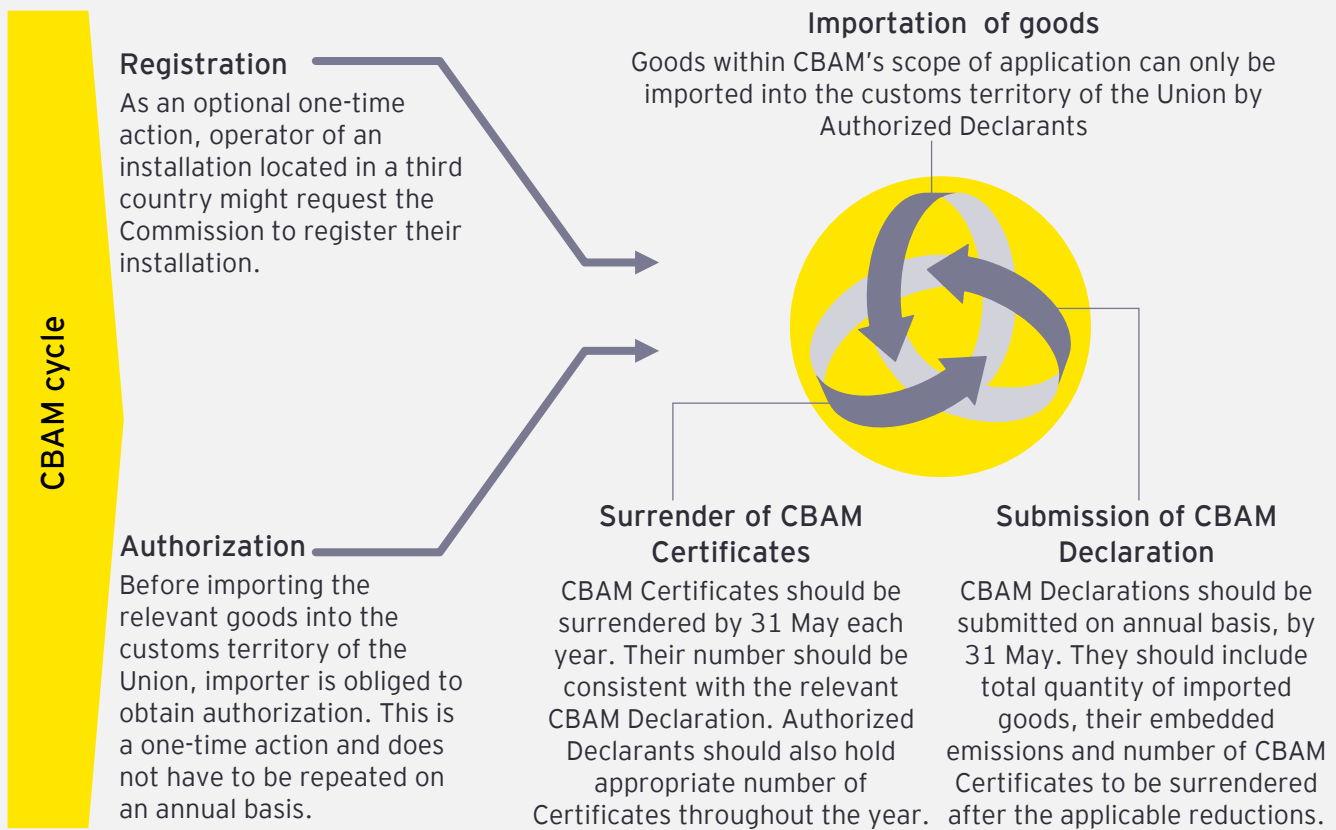 CBAM cycle
Registration
As an optional one-time
action, operator of an
installation located in a third
country might request the
Commission to register their
installation.
Authorization
Before importing the
relevant goods into the
customs territory of the
Union, importer is obliged to
obtain authorization. This is
a one-time action and does
not have to be repeated on
an annual basis.
Importation of goods
Goods within CBAM's scope of application can only be
imported into the customs territory of the Union by
Authorized Declarants
Surrender of CBAM
Certificates
CBAM Certificates should be
surrendered by 31 May each
year. Their number should be
consistent with the relevant
CBAM Declaration. Authorized
Declarants should also hold
appropriate number of
Certificates throughout the year.
Submission of CBAM
Declaration
CBAM Declarations should be
submitted on annual basis, by
31 May. They should include
total quantity of imported
goods, their embedded
emissions and number of CBAM
Certificates to be surrendered
after the applicable reductions.